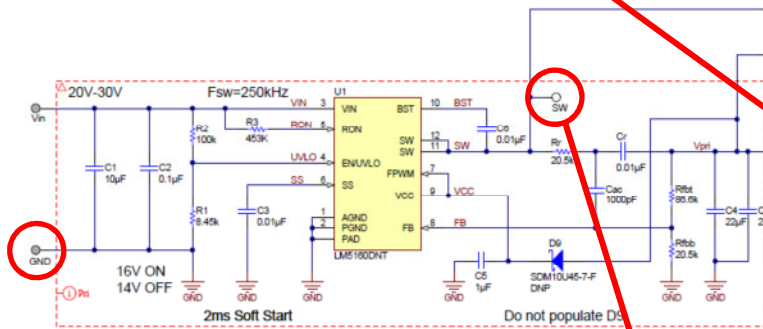 20V-30V
Fsw=250kHz
U1
Vin
VIN
3
VIN
BST
10
BST
SW
R2
100k
R3
453K
RON
5
RON
C6
0.01µF
SW
12
SW
11
SW
Rr
20.5k
Cr
0.01µF
Vpri
UVLO
4
EN/UVLO
FPWM
7
C1
10µF
C2
0.1µF
SS
6
SS
VCC
9
VCC
Cac
1000pF
Rfbt
86.6k
R1
8.45k
C3
0.01µF
1
AGND
2
PGND
PAD
FB
8
FB
C4
22µF
LM5160DNT
D9
Rfbb
20.5k
GND
16V ON
14V OFF
C5
1µF
SDM10U45-7-F
DNP
GND
GND
GND
GND
GND
GND
Pri
2ms Soft Start
Do not populate D9